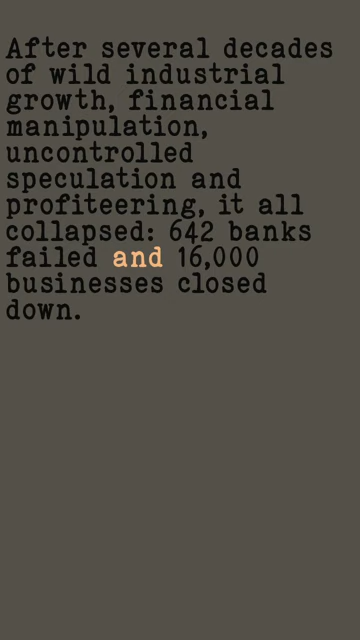 After several decades
of wild industrial
growth, financial
manipulation,
uncontrolled
speculation and
profiteering, it all
collapsed: 642 banks
failed and 16,000
businesses closed
down.